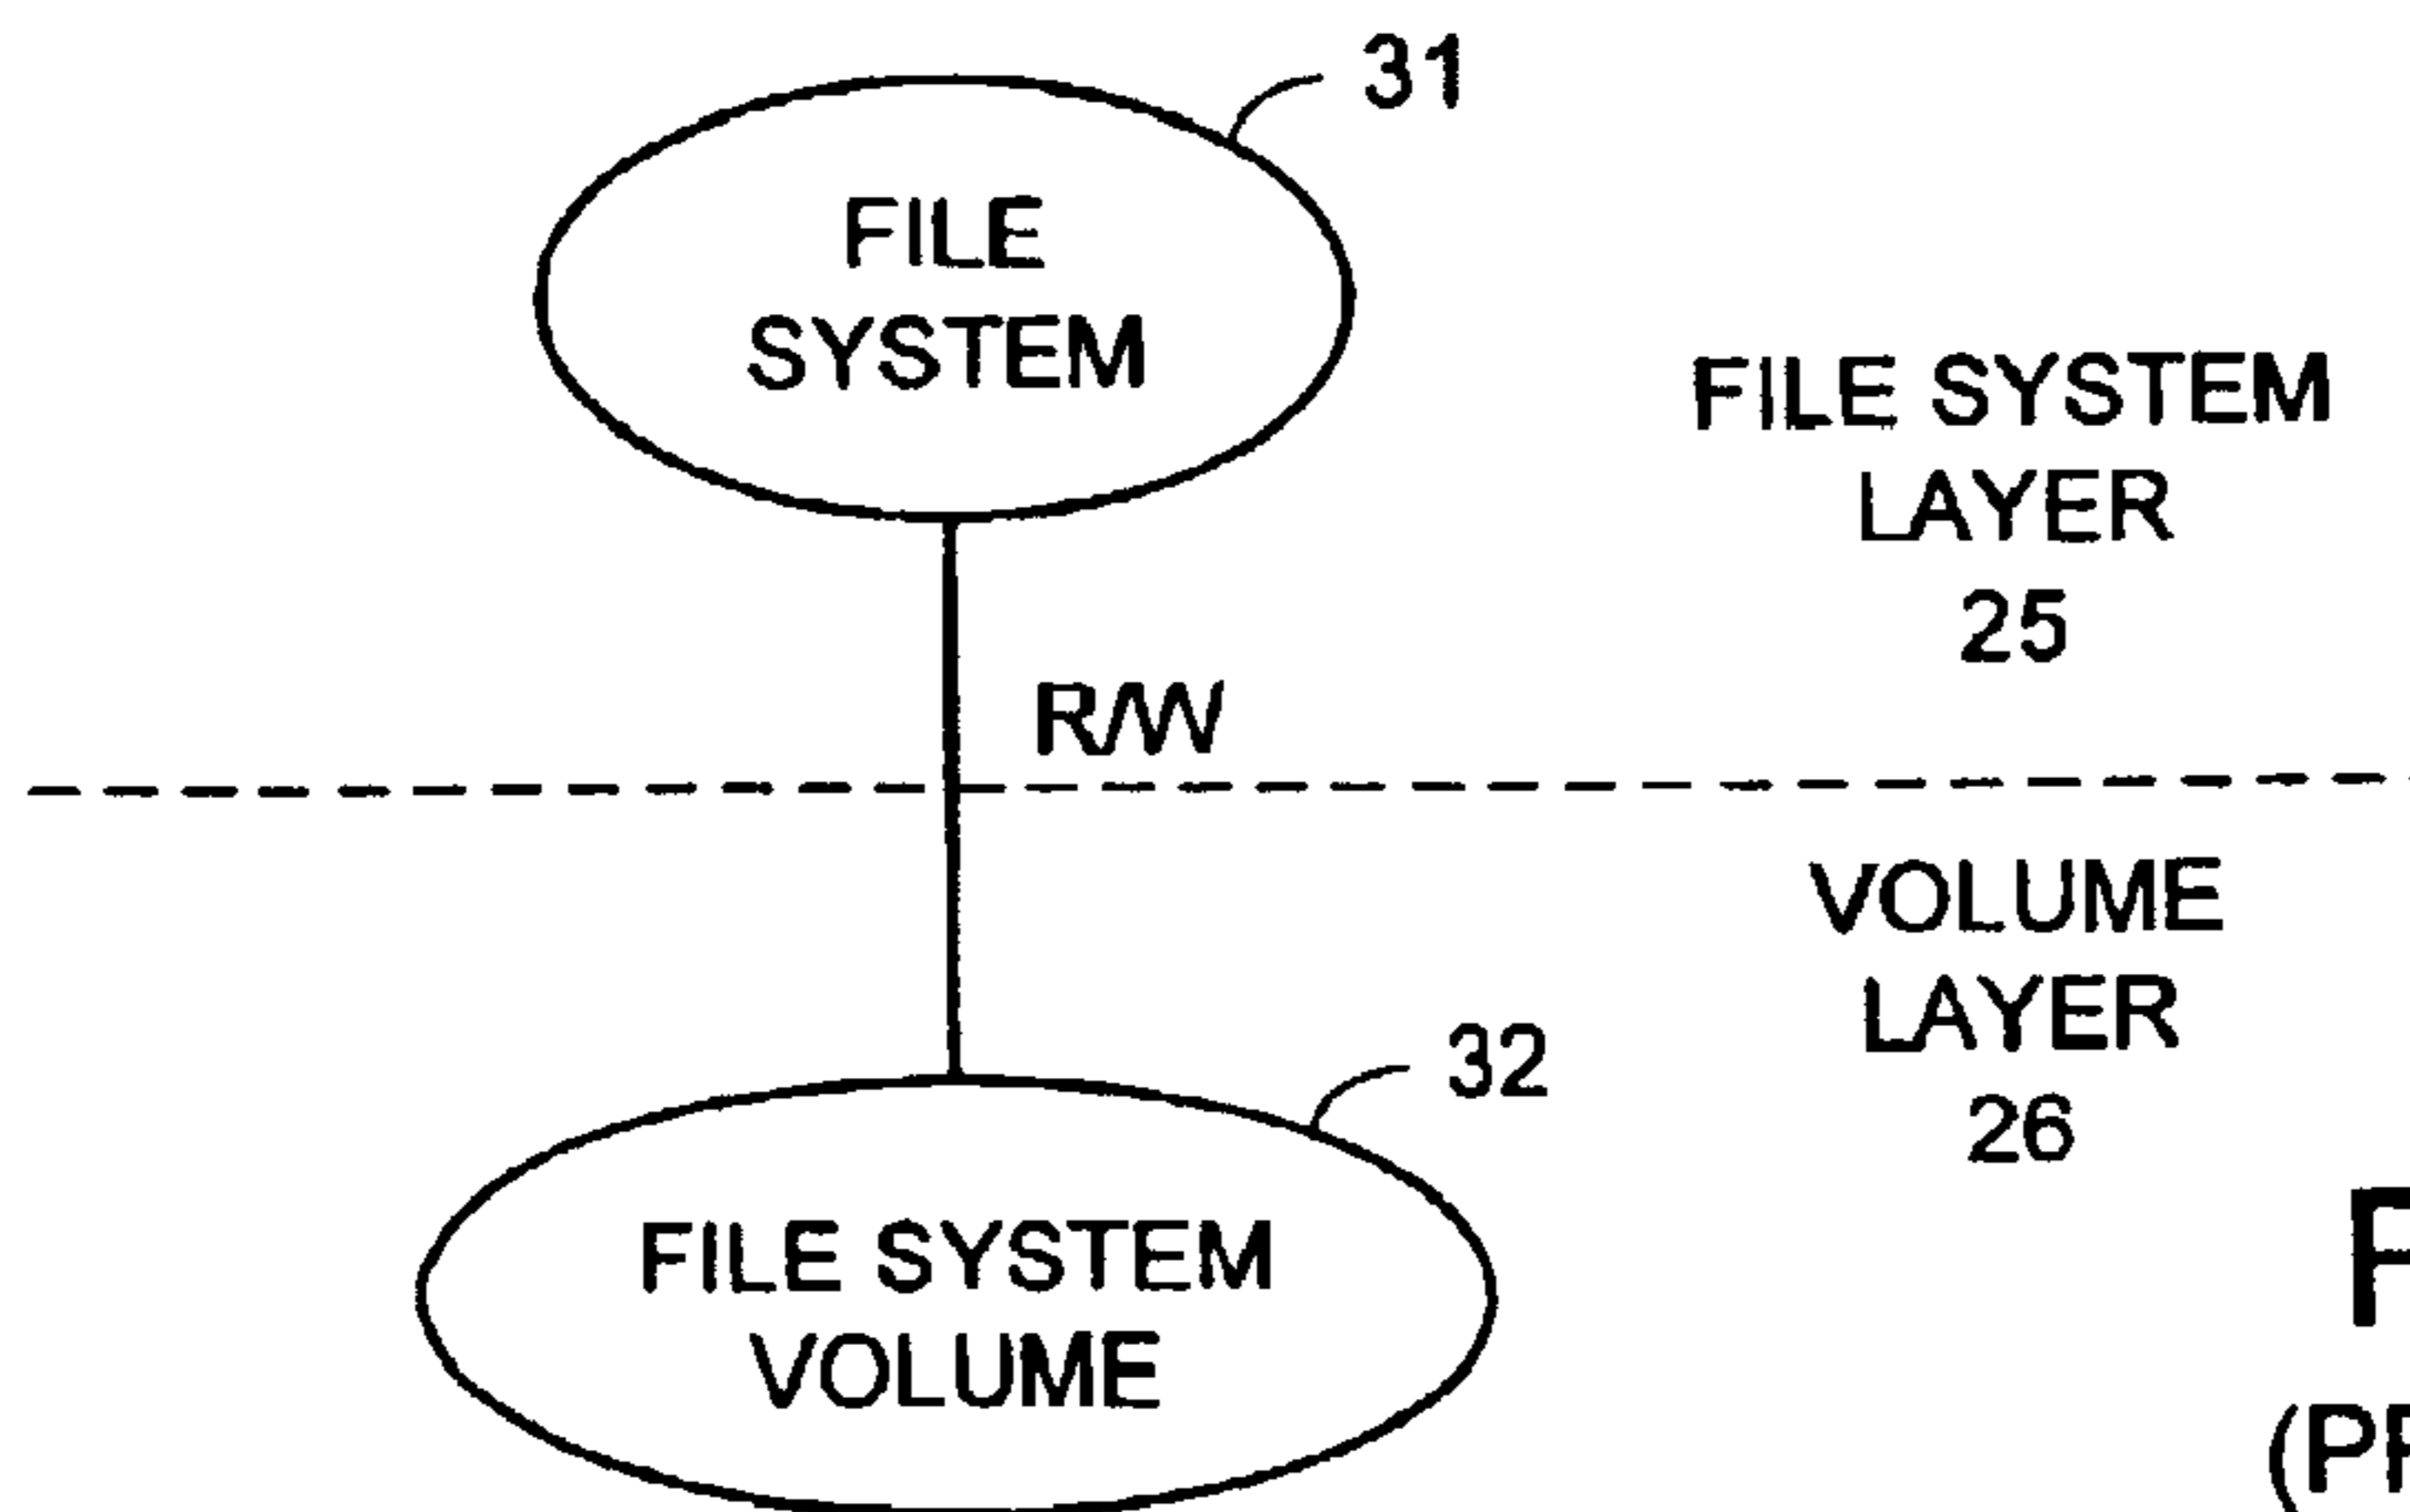 31
FILE
SYSTEM
FILE SYSTEM
LAYER
25
R/W
VOLUME
LAYER
26
32
FILE SYSTEM
VOLUME